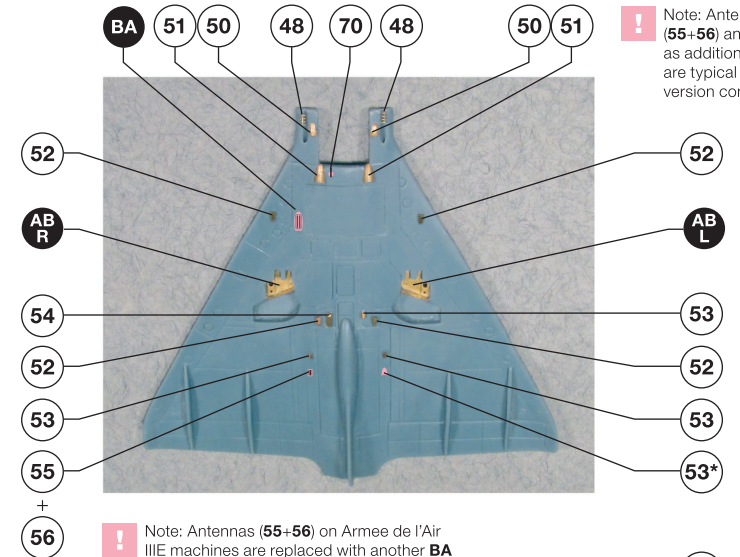 BA 51 50 48 70 48 50 51
! Note: Ante
(55+56) an
as addition
are typical
version con
52 52
AB
R
AB
L
54 53
52 52
53 53
55 53*
+
56
! Note: Antennas (55+56) on Armee de l'Air
IIIE machines are replaced with another BA